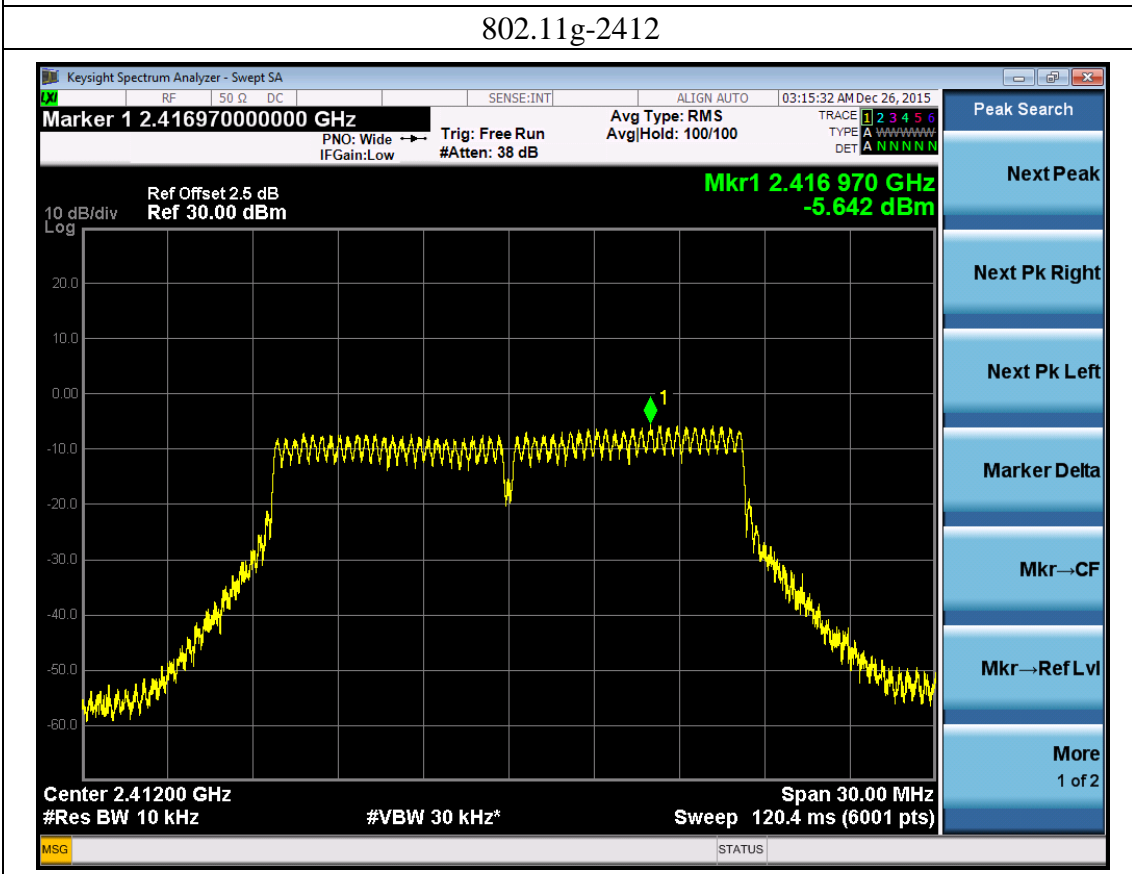 802.11g-2412
Keysight Spectrum Analyzer - Swept SA
LXI RF 50 Ω DC SENSE:INT ALIGN AUTO 03:15:32 AM Dec 26, 2015
Marker 1 2.416970000000 GHz
PNO: Wide
IFGain:Low
Trig: Free Run
#Atten: 38 dB
Avg Type: RMS
Avg|Hold: 100/100
TRACE 1 2 3 4 5 6
TYPE A WWWWW
DET A N N N N N
Peak Search
Mkr1 2.416 970 GHz
-5.642 dBm
Ref Offset 2.5 dB
10 dB/div Ref 30.00 dBm
Log
20.0
10.0
0.00
-10.0
-20.0
-30.0
-40.0
-50.0
-60.0
1
Center 2.41200 GHz Span 30.00 MHz
#Res BW 10 kHz #VBW 30 kHz* Sweep 120.4 ms (6001 pts)
MSG STATUS
Next Peak
Next Pk Right
Next Pk Left
Marker Delta
Mkr→CF
Mkr→Ref Lvl
More
1 of 2